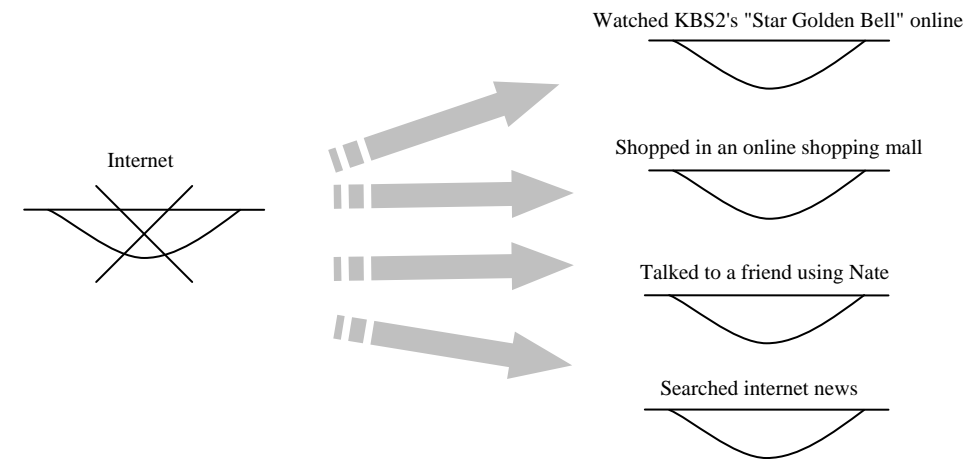 Watched KBS2's "Star Golden Bell" online
Internet
Shopped in an online shopping mall
Talked to a friend using Nate
Searched internet news